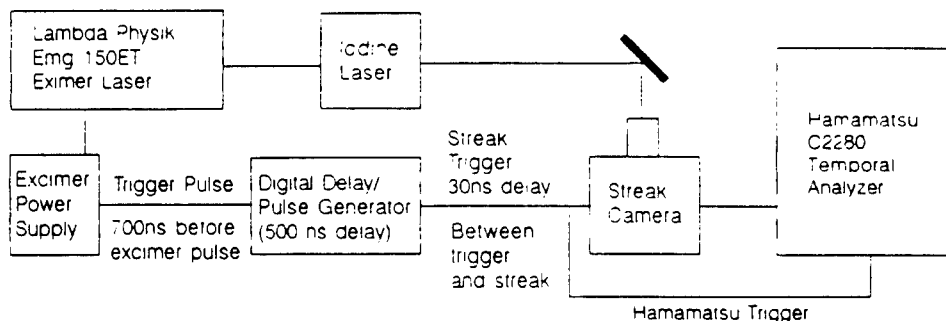 Lambda Physik
Emg 150ET
Eximer Laser
Iodine
Laser
Hamamatsu
C2280
Temporal
Analyzer
Excimer
Power
Supply
Trigger Pulse
700ns before
excimer pulse
Digital Delay/
Pulse Generator
(500 ns delay)
Streak
Trigger
30ns delay
Between
trigger
and streak
Streak
Camera
Hamamatsu Trigger